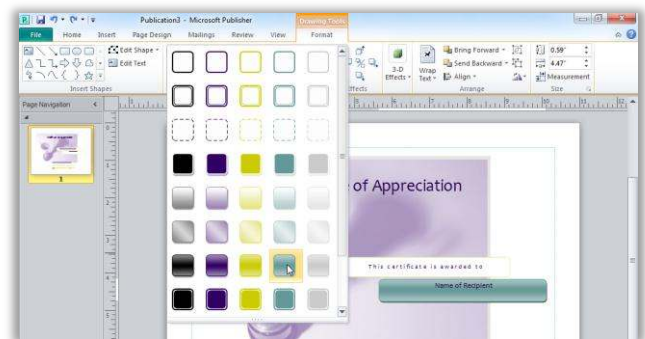 Publication3 - Microsoft Publisher
Drawing Tools
File Home Insert Page Design Mailings Review View Format
Edit Shape
Edit Text
Insert Shapes
3-D
Effects
Wrap
Text
Bring Forward
Send Backward
Align
Arrange
0.59"
4.47"
Measurement
Size
Page Navigation
1
of Appreciation
This certificate is awarded to
Name of Recipient